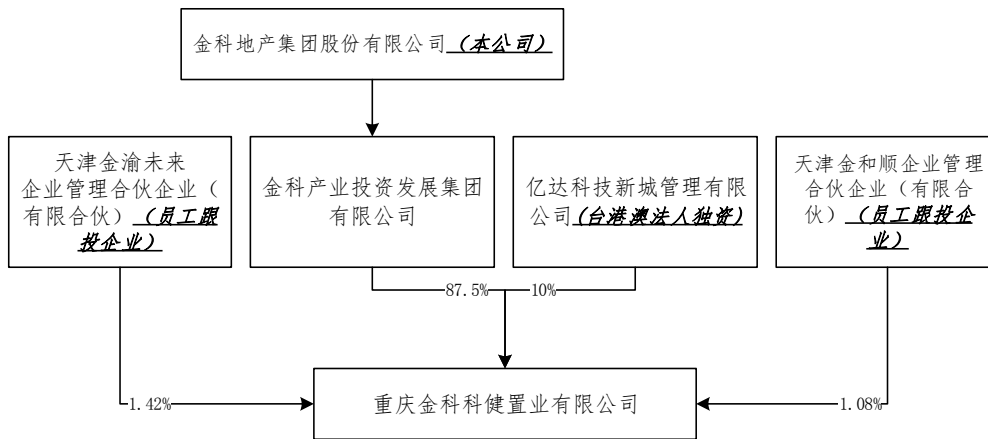 金科地产集团股份有限公司（本公司）
天津金渝未来
企业管理合伙企业（
有限合伙）（员工跟
投企业）
金科产业投资发展集团
有限公司
亿达科技新城管理有限
公司(台港澳法人独资)
天津金和顺企业管理
合伙企业（有限合
伙）（员工跟投企
业）
87.5%
10%
1.42%
重庆金科科健置业有限公司
1.08%